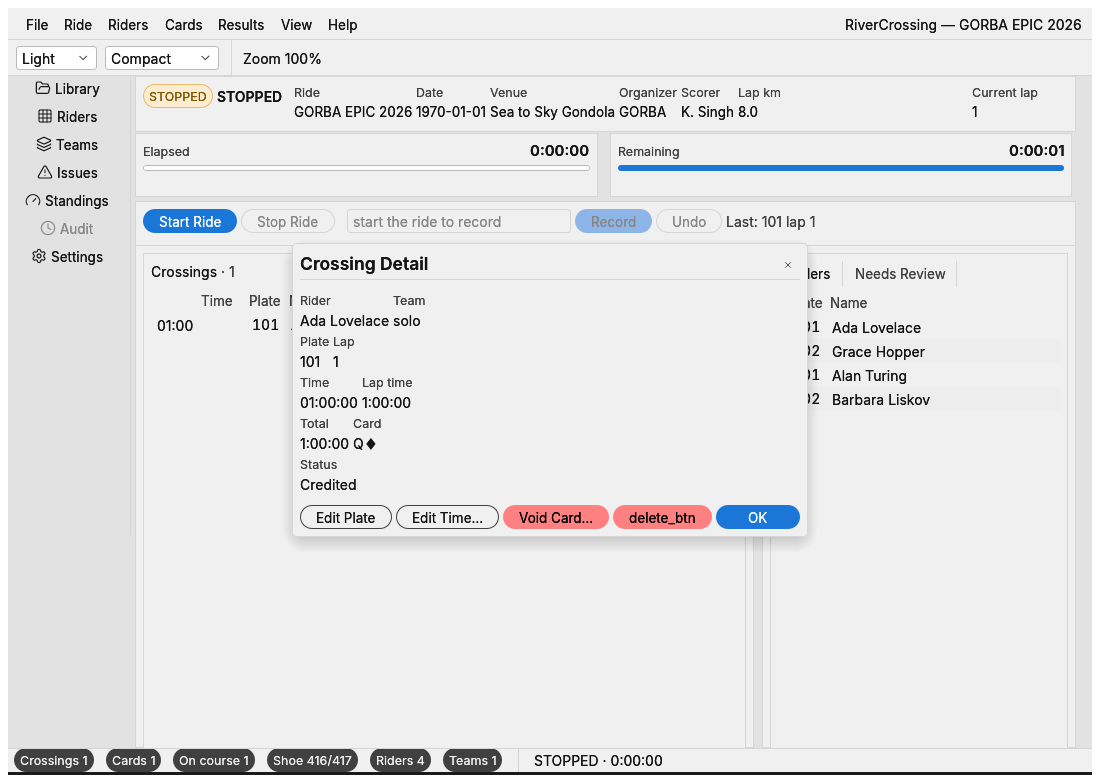 File Ride Riders Cards Results View Help RiverCrossing — GORBA EPIC 2026
Light Compact Zoom 100%
Library
Riders
Teams
Issues
Standings
Audit
Settings
STOPPED STOPPED
Ride Date Venue Organizer Scorer Lap km Current lap
GORBA EPIC 2026 1970-01-01 Sea to Sky Gondola GORBA K. Singh 8.0 1
Elapsed 0:00:00 Remaining 0:00:01
Start Ride Stop Ride start the ride to record Record Undo Last: 101 lap 1
Crossings · 1
Time Plate
01:00 101
Crossing Detail ×
Rider Team
Ada Lovelace solo
Plate Lap
101 1
Time Lap time
01:00:00 1:00:00
Total Card
1:00:00 Q♦
Status
Credited
Edit Plate Edit Time... Void Card... delete_btn OK
Needs Review
Name
Ada Lovelace
Grace Hopper
Alan Turing
Barbara Liskov
Crossings 1 Cards 1 On course 1 Shoe 416/417 Riders 4 Teams 1 STOPPED · 0:00:00